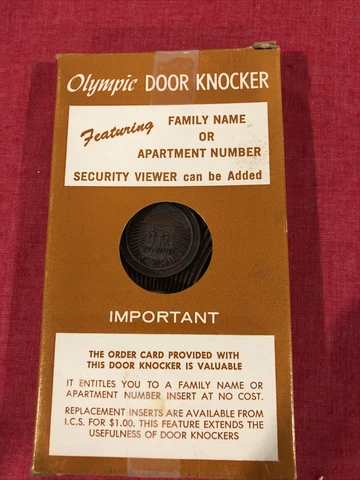 Olympic DOOR KNOCKER
Featuring FAMILY NAME
OR
APARTMENT NUMBER
SECURITY VIEWER can be Added
IMPORTANT
THE ORDER CARD PROVIDED WITH
THIS DOOR KNOCKER IS VALUABLE
IT ENTITLES YOU TO A FAMILY NAME OR
APARTMENT NUMBER INSERT AT NO COST.
REPLACEMENT INSERTS ARE AVAILABLE FROM
I.C.S. FOR $1.00. THIS FEATURE EXTENDS THE
USEFULNESS OF DOOR KNOCKERS